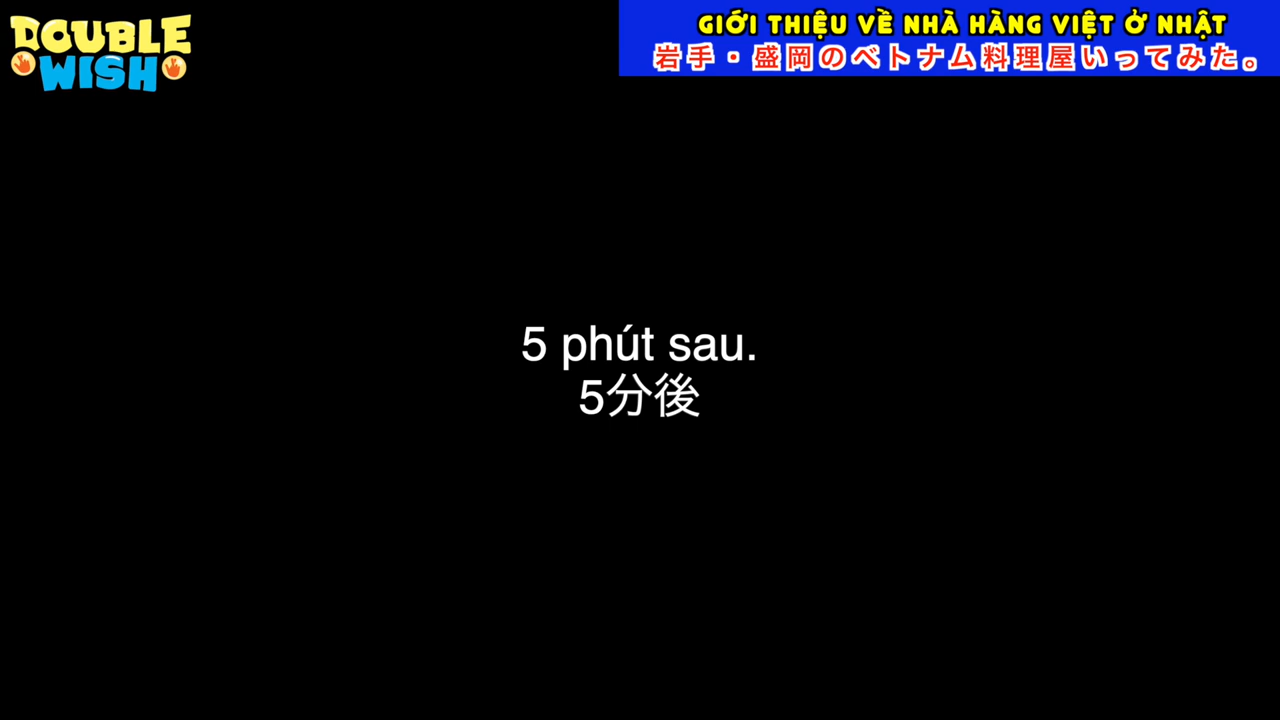 DOUBLE
WISH
GIỚI THIỆU VỀ NHÀ HÀNG VIỆT Ở NHẬT
岩手・盛岡のベトナム料理屋いってみた。
5 phút sau.
5分後